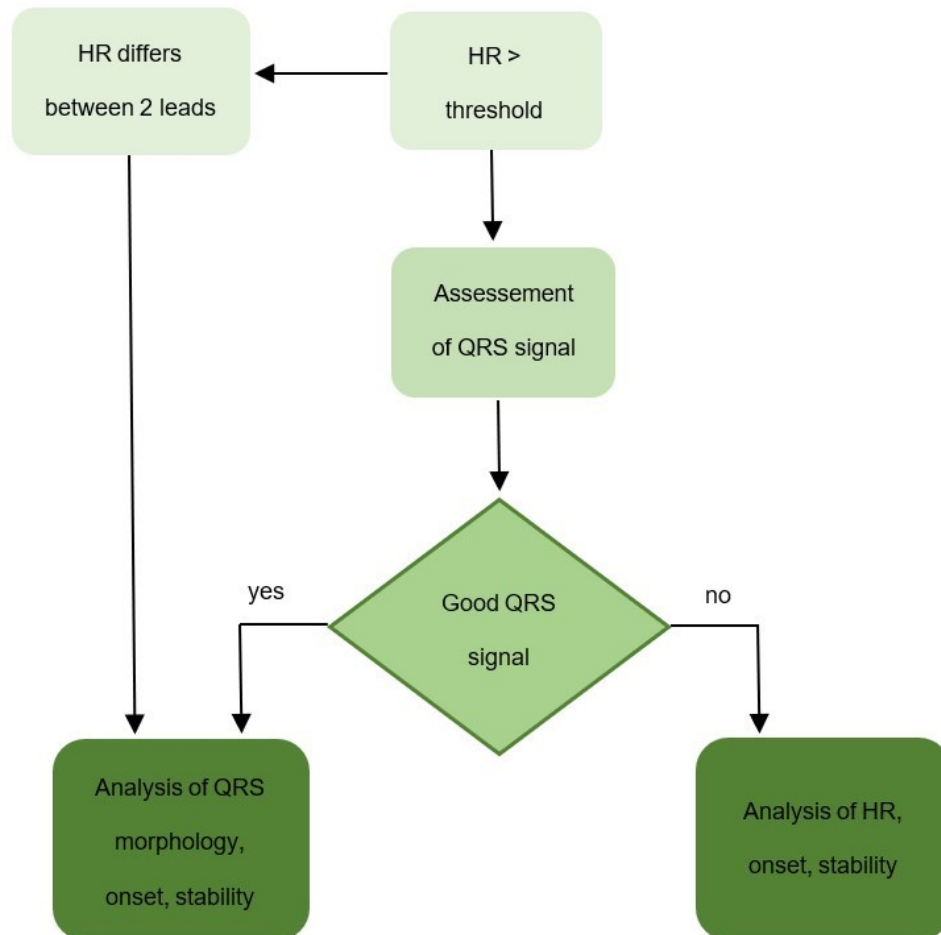 HR differs
between 2 leads
HR >
threshold
Assessement
of QRS signal
Good QRS
signal
yes
no
Analysis of QRS
morphology,
onset, stability
Analysis of HR,
onset, stability